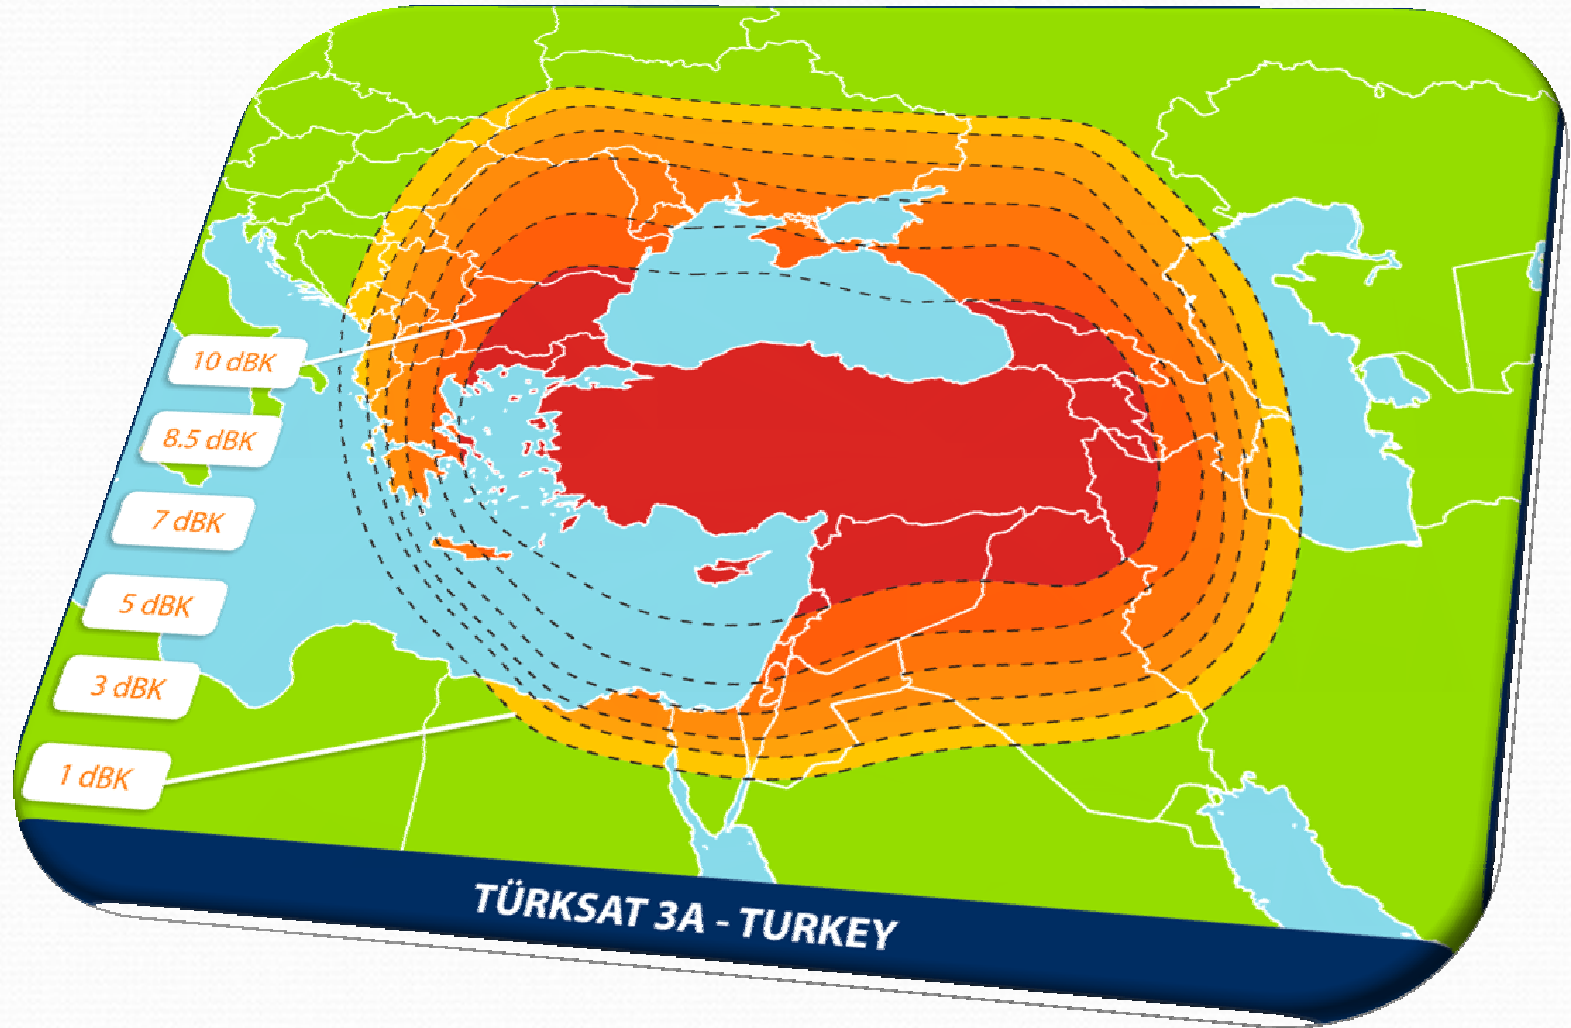 10 dBK
8.5 dBK
7 dBK
5 dBK
3 dBK
1 dBK
TÜRKSAT 3A - TURKEY